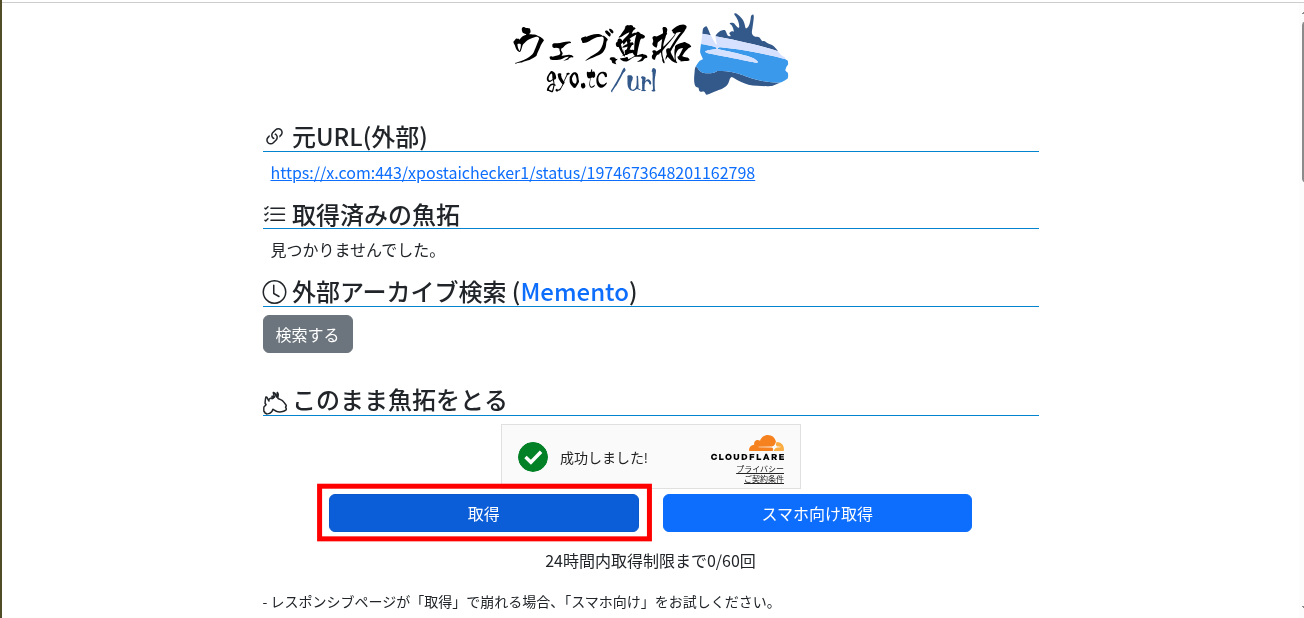 ウェブ魚拓
gyo.tc/url
元URL(外部)
https://x.com:443/xpostaichecker1/status/1974673648201162798
取得済みの魚拓
見つかりませんでした。
外部アーカイブ検索 (Memento)
検索する
このまま魚拓をとる
成功しました!
CLOUDFLARE
プライバシー
ご契約条件
取得
スマホ向け取得
24時間内取得制限まで0/60回
- レスポンシブページが「取得」で崩れる場合、「スマホ向け」をお試しください。